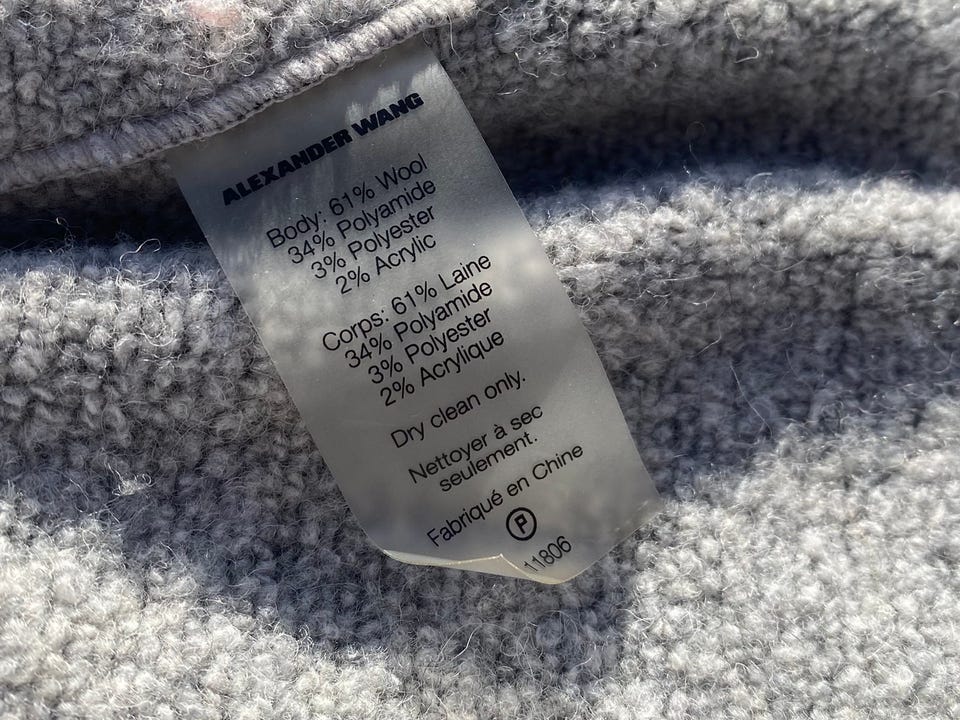 ALEXANDER WANG
Body: 61% Wool
34% Polyamide
3% Polyester
2% Acrylic
Corps: 61% Laine
34% Polyamide
3% Polyester
2% Acrylique
Dry clean only.
Nettoyer à sec
seulement.
Fabriqué en Chine
P
11806